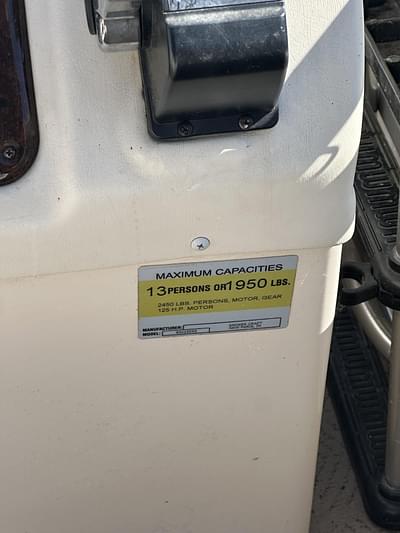 MAXIMUM CAPACITIES
13 PERSONS OR 1950 LBS.
2450 LBS. PERSONS, MOTOR, GEAR
125 H.P. MOTOR
MANUFACTURER:
MODEL: